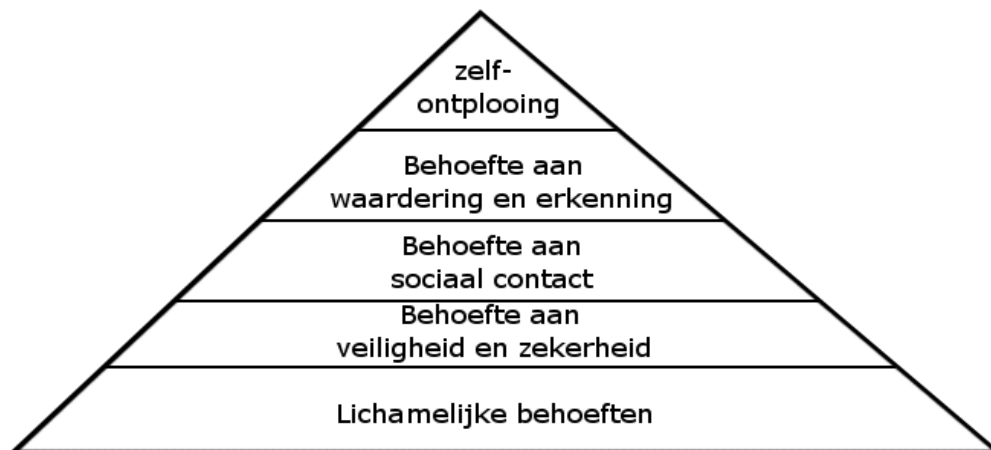 zelf-
ontplooing
Behoefte aan
waardering en erkenning
Behoefte aan
sociaal contact
Behoefte aan
veiligheid en zekerheid
Lichamelijke behoeften